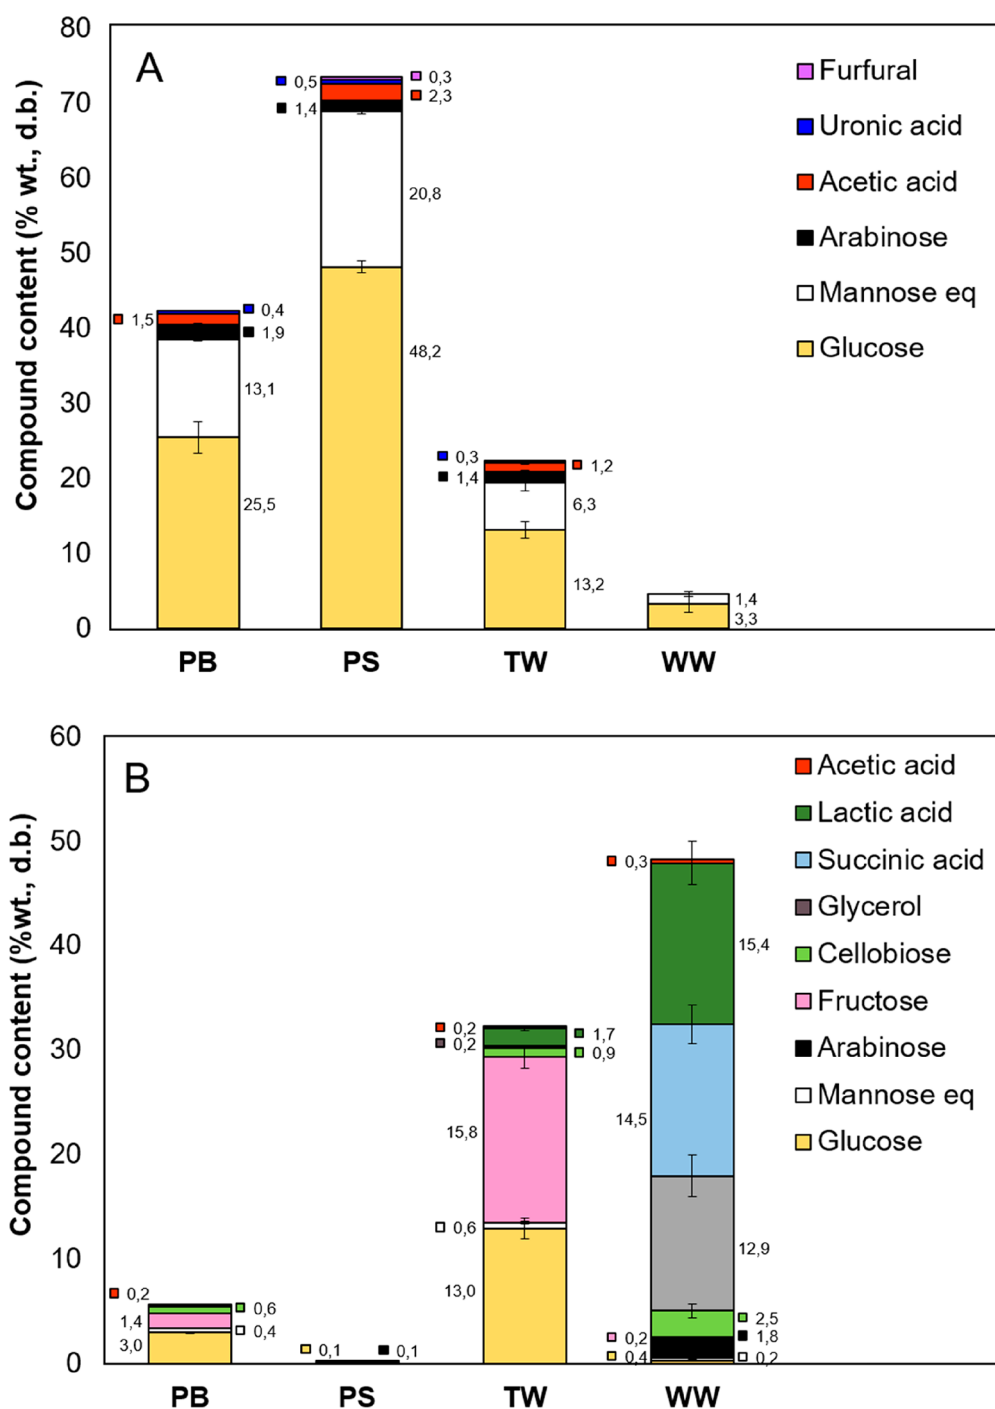 A
Compound content (% wt., d.b.)
80
70
60
50
40
30
20
10
0
Furfural
Uronic acid
Acetic acid
Arabinose
Mannose eq
Glucose
1,5
0,4
1,9
13,1
25,5
0,5
1,4
0,3
2,3
20,8
48,2
0,3
1,4
1,2
6,3
13,2
1,4
3,3
PB PS TW WW
B
Compound content (%wt., d.b.)
60
50
40
30
20
10
0
Acetic acid
Lactic acid
Succinic acid
Glycerol
Cellobiose
Fructose
Arabinose
Mannose eq
Glucose
0,2
1,4
3,0
0,6
0,4
0,1
0,1
0,2
0,2
15,8
0,6
13,0
1,7
0,9
0,3
14,5
0,2
0,4
15,4
12,9
2,5
1,8
0,2
PB PS TW WW